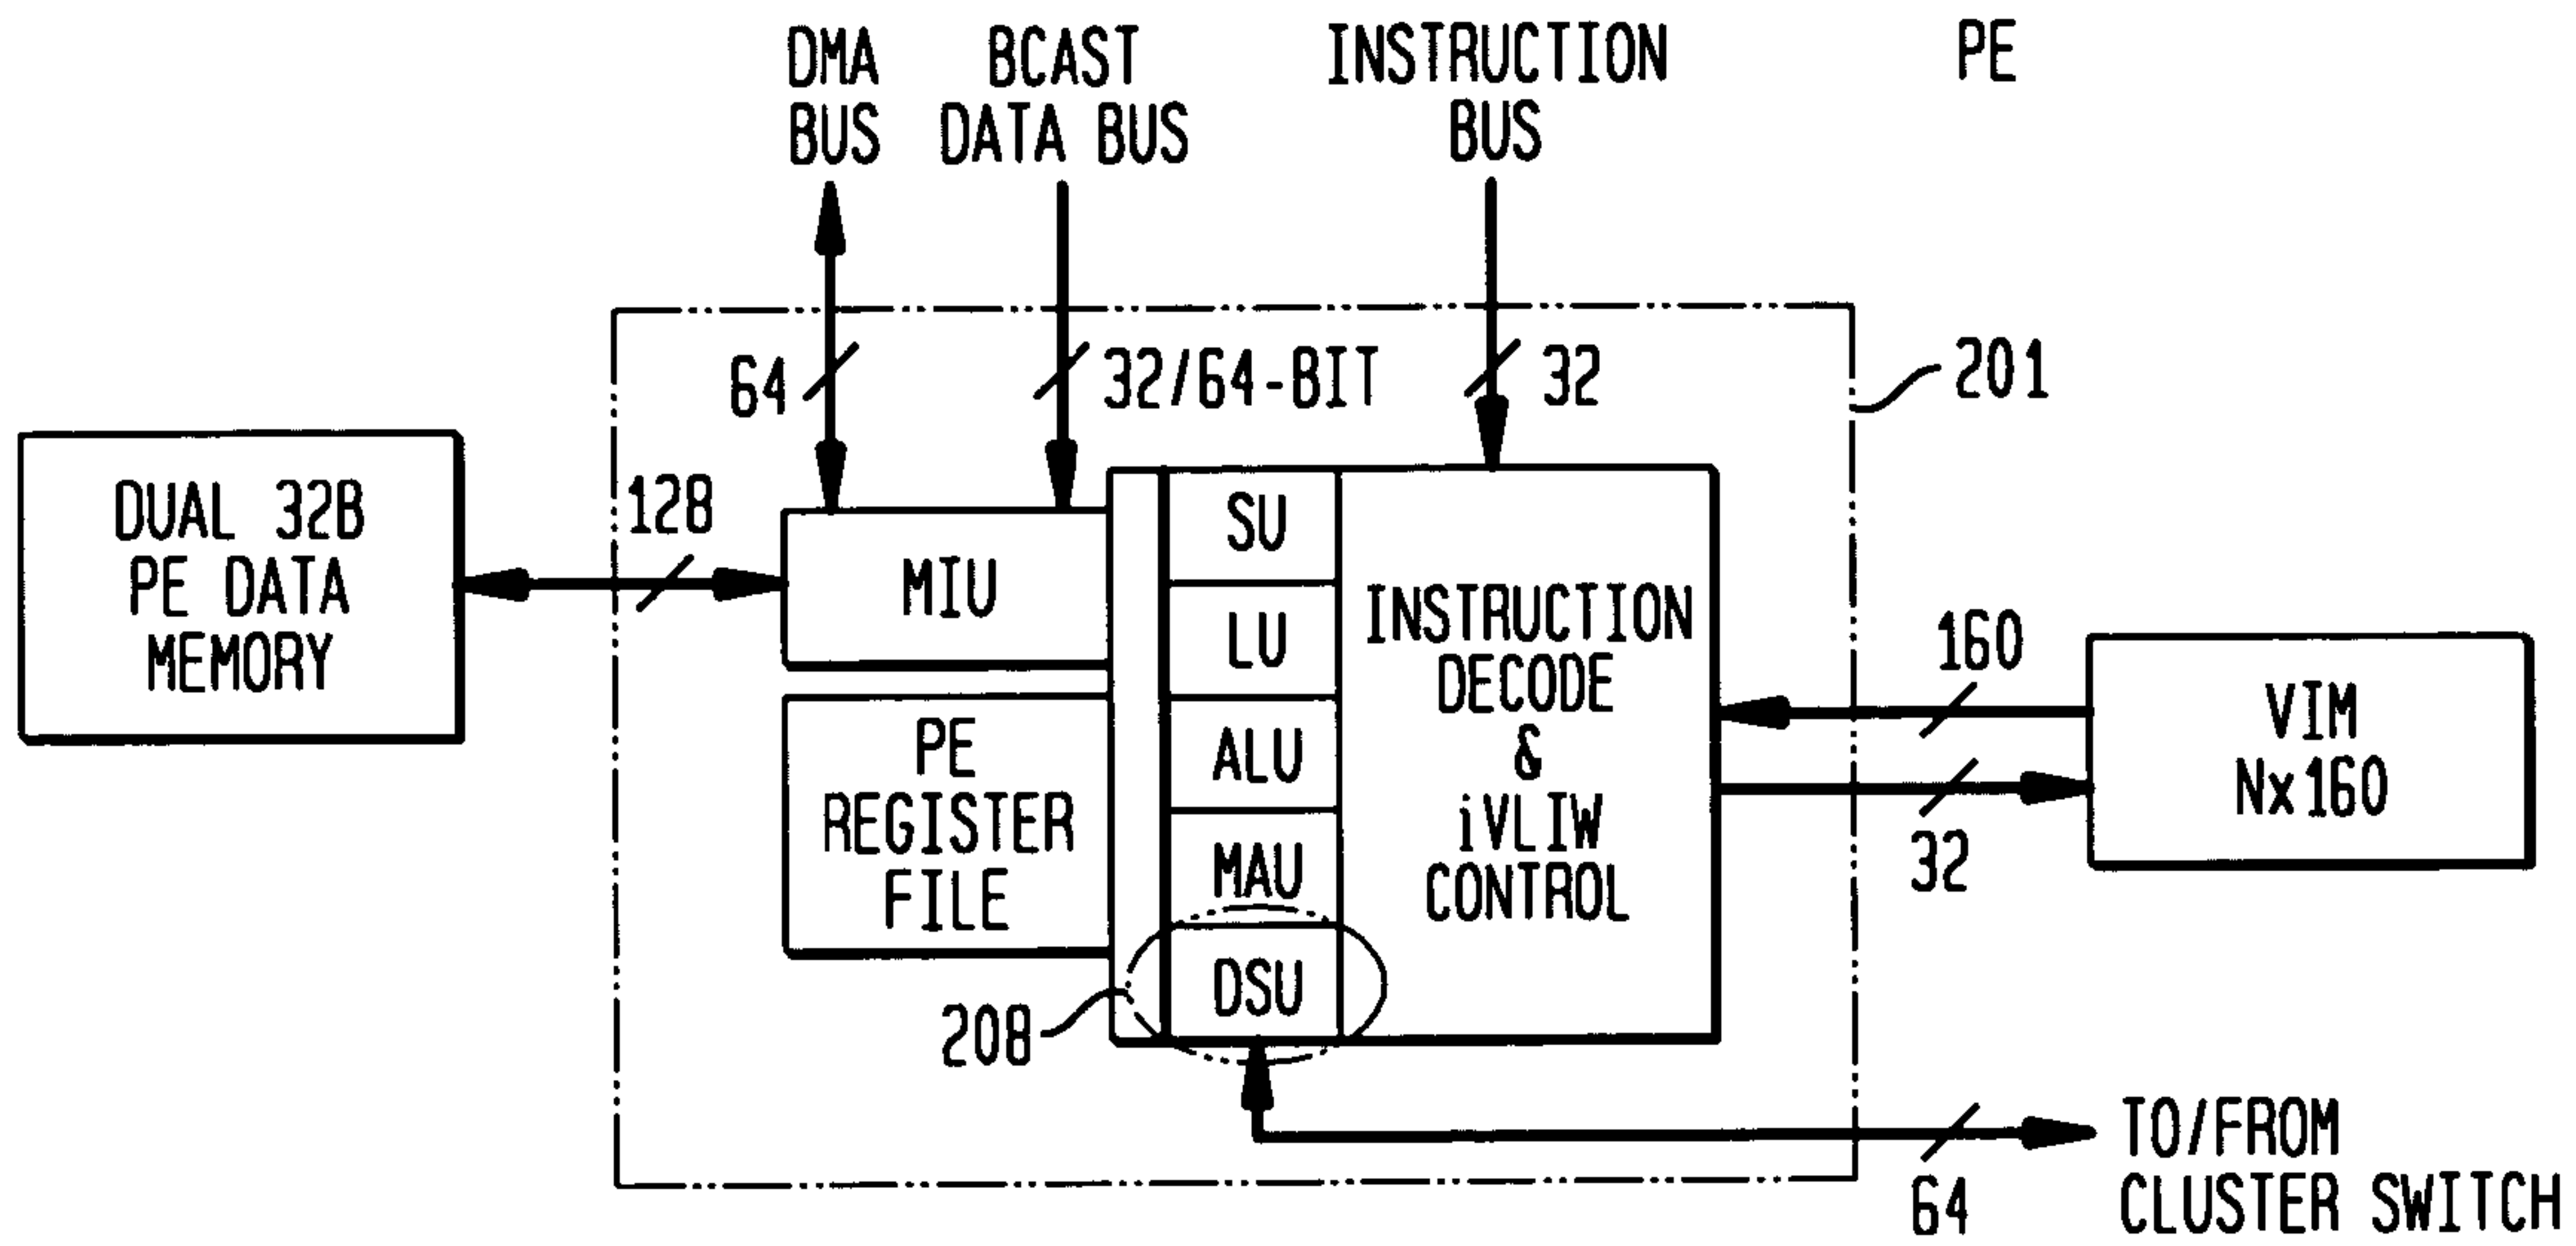 DMA
BUS
BCAST
DATA BUS
INSTRUCTION
BUS
PE
64
32/64-BIT
32
201
DUAL 32B
PE DATA
MEMORY
128
MIU
PE
REGISTER
FILE
SU
LU
ALU
MAU
DSU
208
INSTRUCTION
DECODE
&
iVLIW
CONTROL
160
32
VIM
Nx160
64
TO/FROM
CLUSTER SWITCH